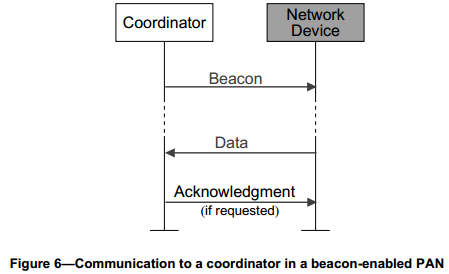 Coordinator
Network
Device
Beacon
Data
Acknowledgment
(if requested)
Figure 6—Communication to a coordinator in a beacon-enabled PAN